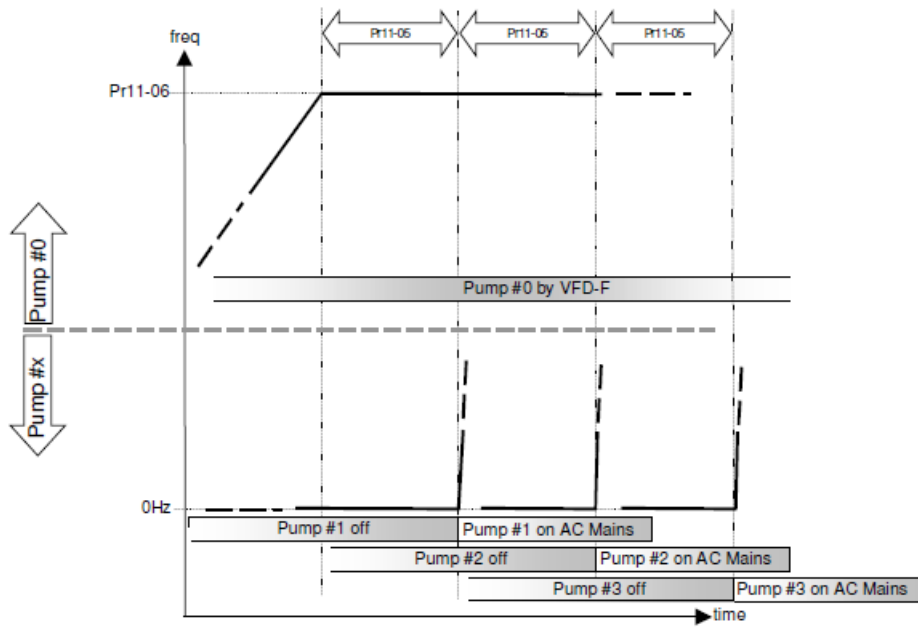 freq
Pr11-05
Pr11-05
Pr11-05
Pr11-06
Pump #0
Pump #0 by VFD-F
Pump #x
0Hz
Pump #1 off
Pump #1 on AC Mains
Pump #2 off
Pump #2 on AC Mains
Pump #3 off
Pump #3 on AC Mains
time